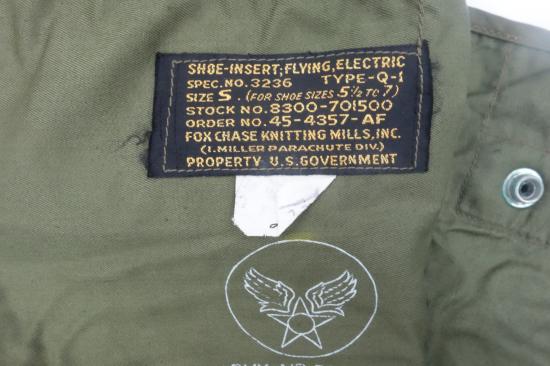 SHOE-INSERT, FLYING, ELECTRIC
SPEC. NO. 3236 TYPE-Q-1
SIZE S. (FOR SHOE SIZES 5½ TO 7)
STOCK NO. 8300-701500
ORDER NO. 45-4357-AF
FOX CHASE KNITTING MILLS, INC.
(I. MILLER PARACHUTE DIV.)
PROPERTY U.S. GOVERNMENT